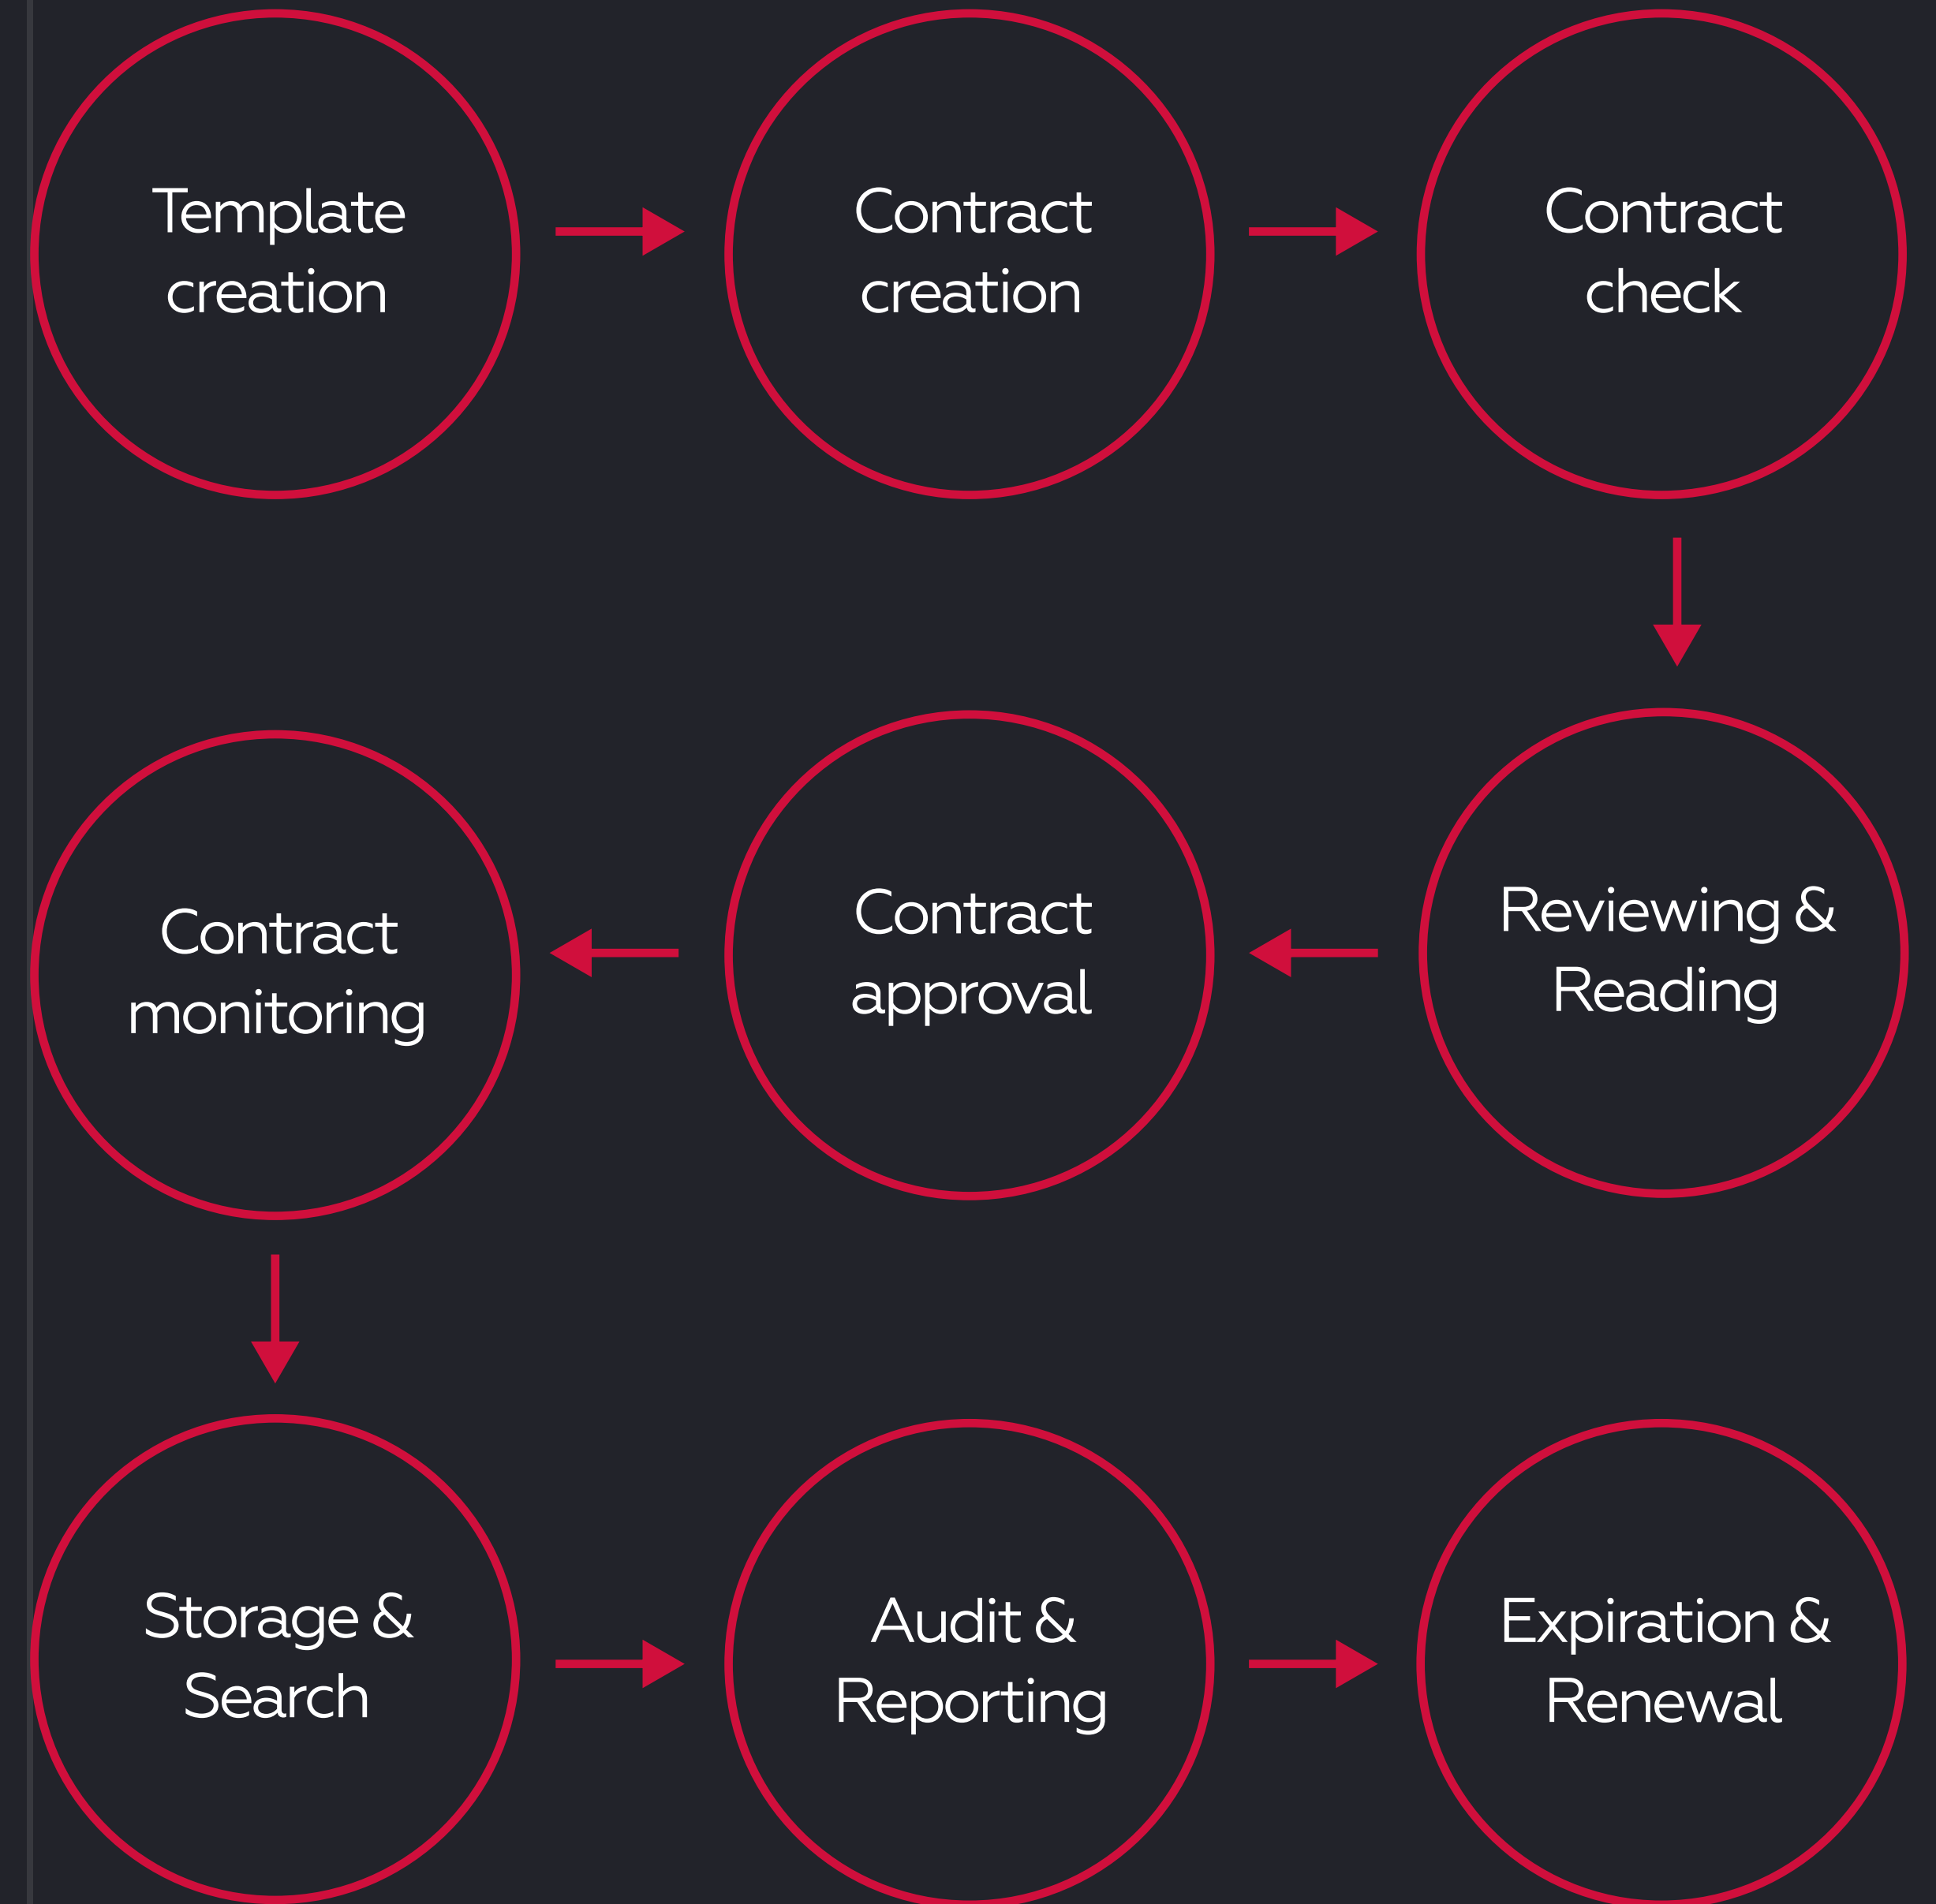 Template
creation
Contract
creation
Contract
check
Contract
monitoring
Contract
approval
Reviewing &
Reading
Storage &
Search
Audit &
Reporting
Expiration &
Renewal